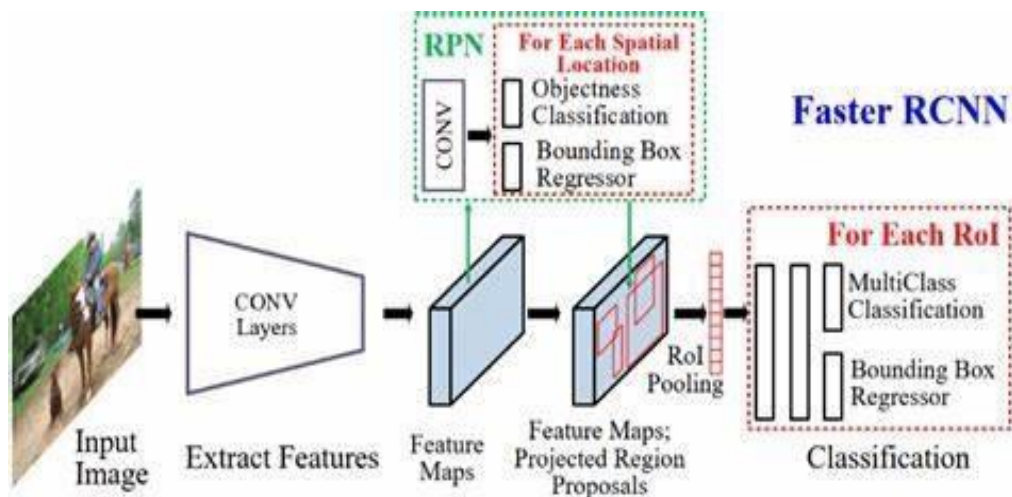 RPN
For Each Spatial
Location
CONV
Objectness
Classification
Bounding Box
Regressor
Faster RCNN
For Each RoI
CONV
Layers
MultiClass
Classification
Bounding Box
Regressor
RoI
Pooling
Input
Image
Extract Features
Feature
Maps
Feature Maps;
Projected Region
Proposals
Classification